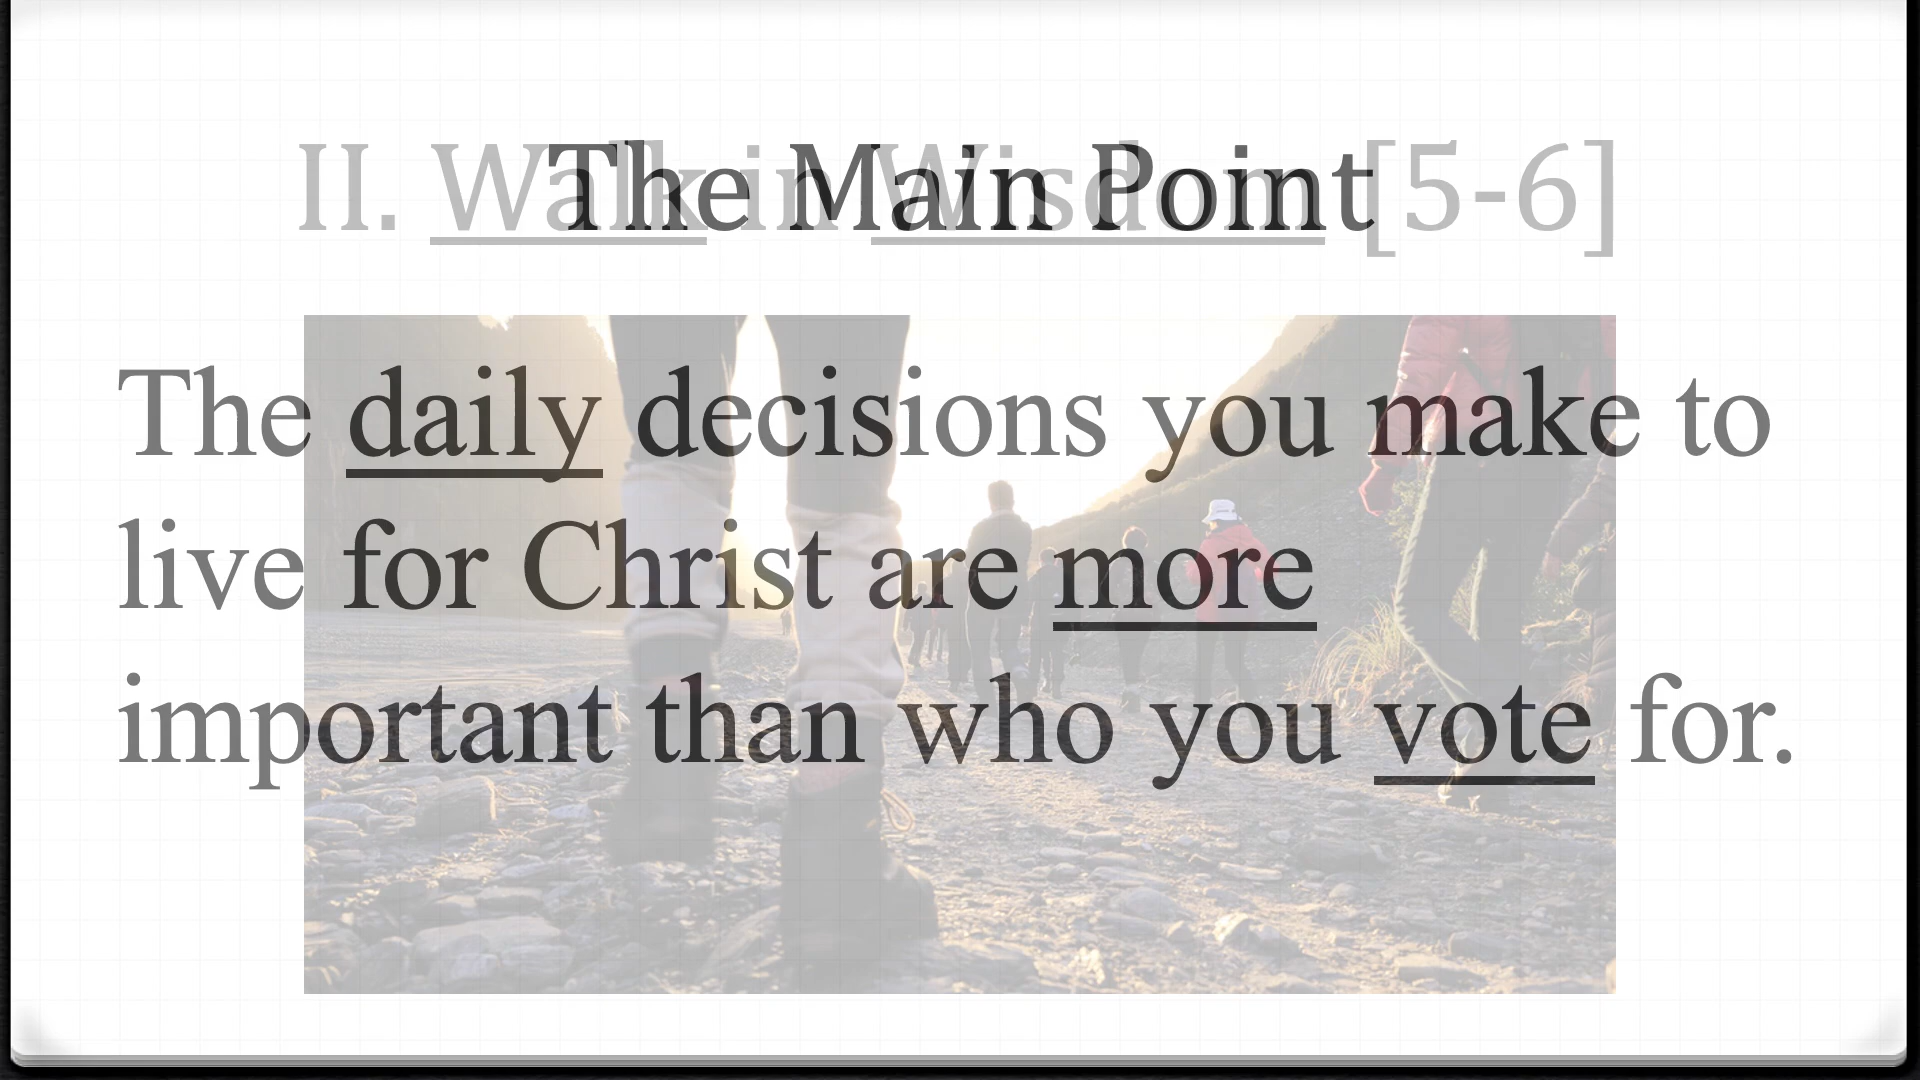 II. Walk in Wisdom [5-6]
The Main Point
The daily decisions you make to
live for Christ are more
important than who you vote for.